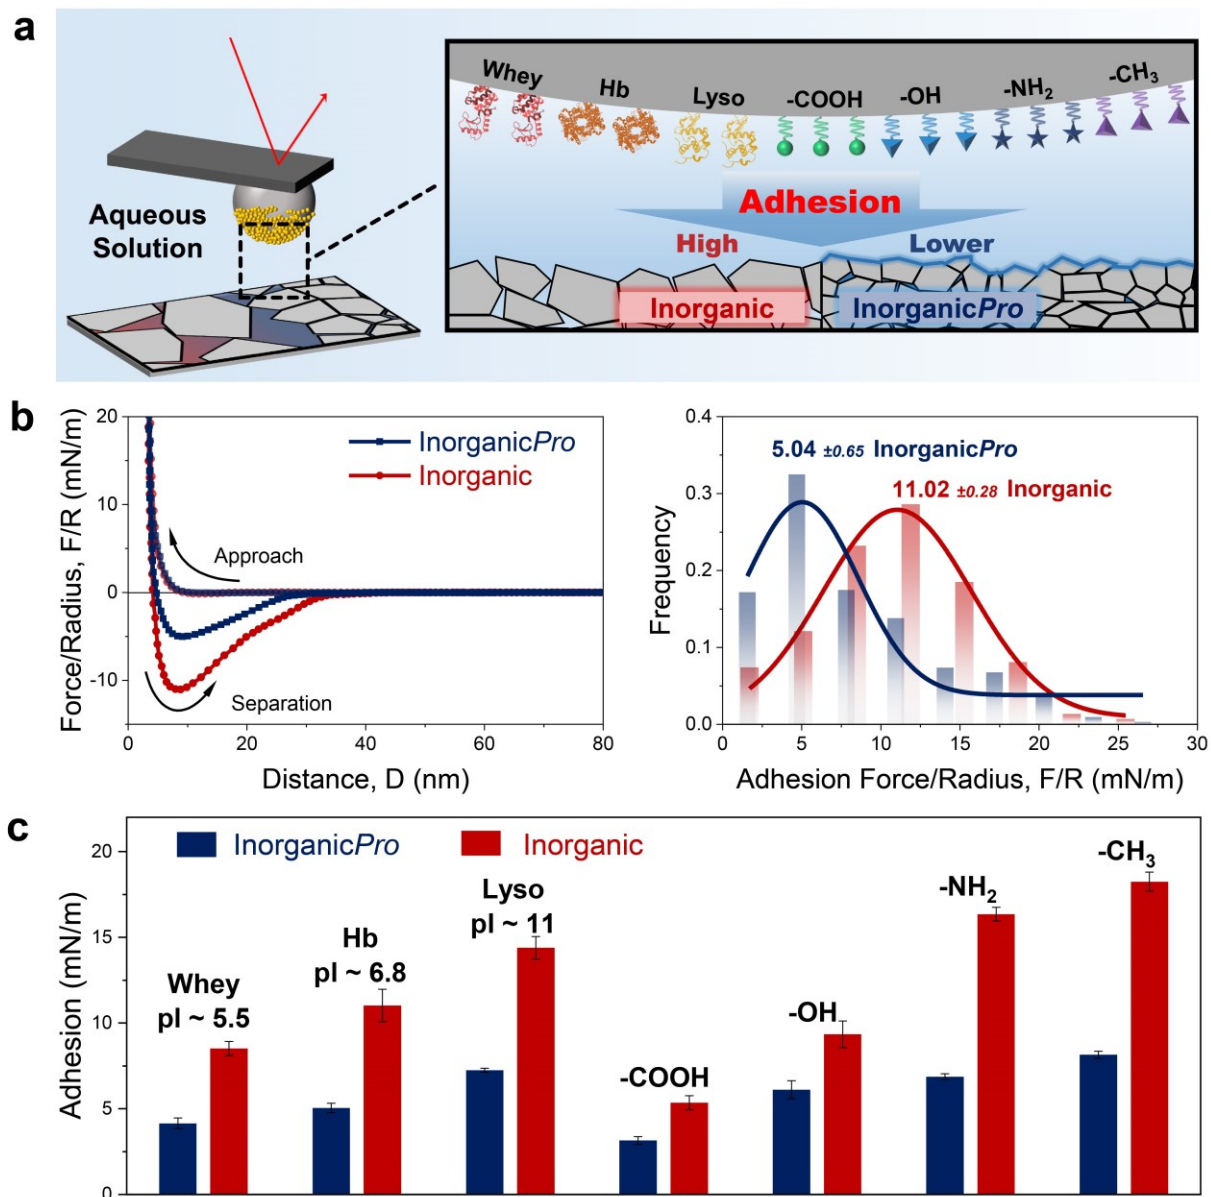 a
Aqueous
Solution
Whey
Hb
Lyso
-COOH
-OH
-NH2
-CH3
Adhesion
High
Lower
Inorganic
InorganicPro
b
Force/Radius, F/R (mN/m)
20
10
0
-10
InorganicPro
Inorganic
Approach
Separation
0
20
40
60
80
Distance, D (nm)
Frequency
0.4
0.3
0.2
0.1
0.0
5.04 ±0.65 InorganicPro
11.02 ±0.28 Inorganic
0
5
10
15
20
25
30
Adhesion Force/Radius, F/R (mN/m)
c
Adhesion (mN/m)
20
15
10
5
0
InorganicPro
Inorganic
Whey
pI ~ 5.5
Hb
pI ~ 6.8
Lyso
pI ~ 11
-COOH
-OH
-NH2
-CH3